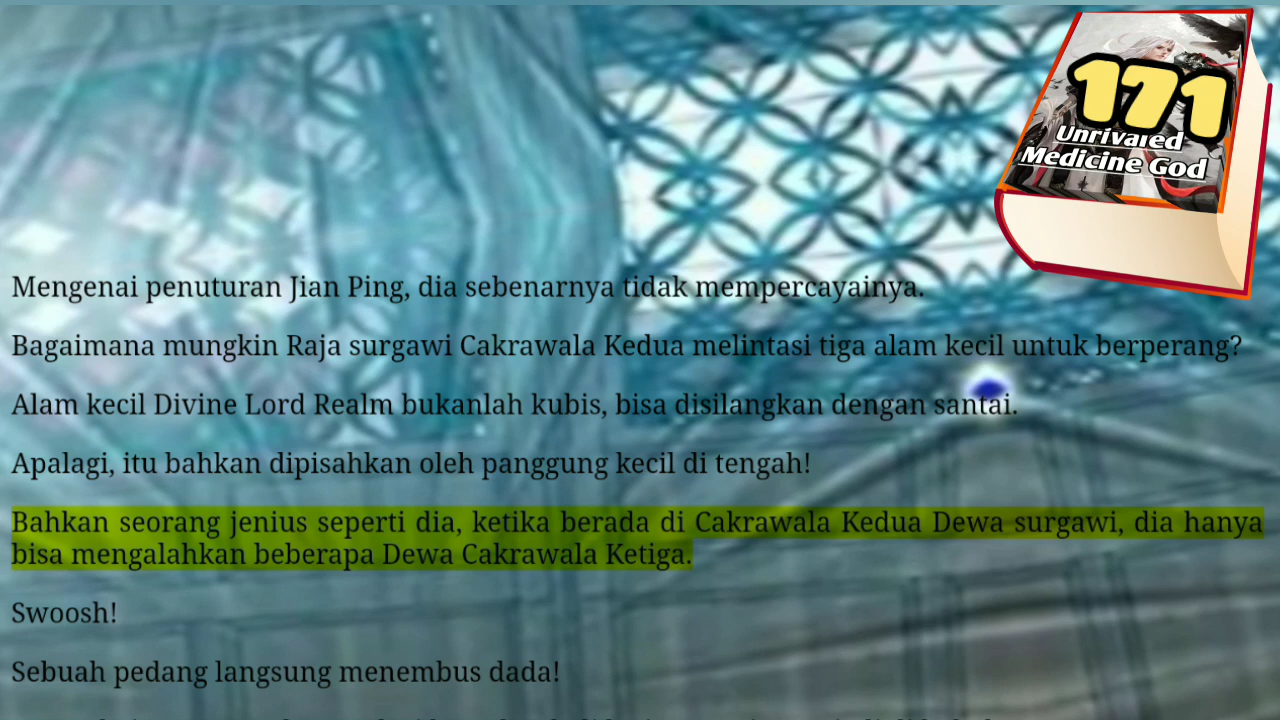 171
Unrivaled
Medicine God
Mengenai penuturan Jian Ping, dia sebenarnya tidak mempercayainya.
Bagaimana mungkin Raja surgawi Cakrawala Kedua melintasi tiga alam kecil untuk berperang?
Alam kecil Divine Lord Realm bukanlah kubis, bisa disilangkan dengan santai.
Apalagi, itu bahkan dipisahkan oleh panggung kecil di tengah!
Bahkan seorang jenius seperti dia, ketika berada di Cakrawala Kedua Dewa surgawi, dia hanya
bisa mengalahkan beberapa Dewa Cakrawala Ketiga.
Swoosh!
Sebuah pedang langsung menembus dada!